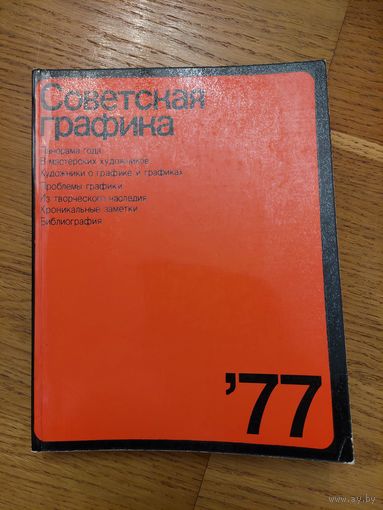 Советская
графика
Панорама года
В мастерских художников
Художники о графике и графиках
Проблемы графики
Из творческого наследия
Хроникальные заметки
Библиография
’77
www.ay.by